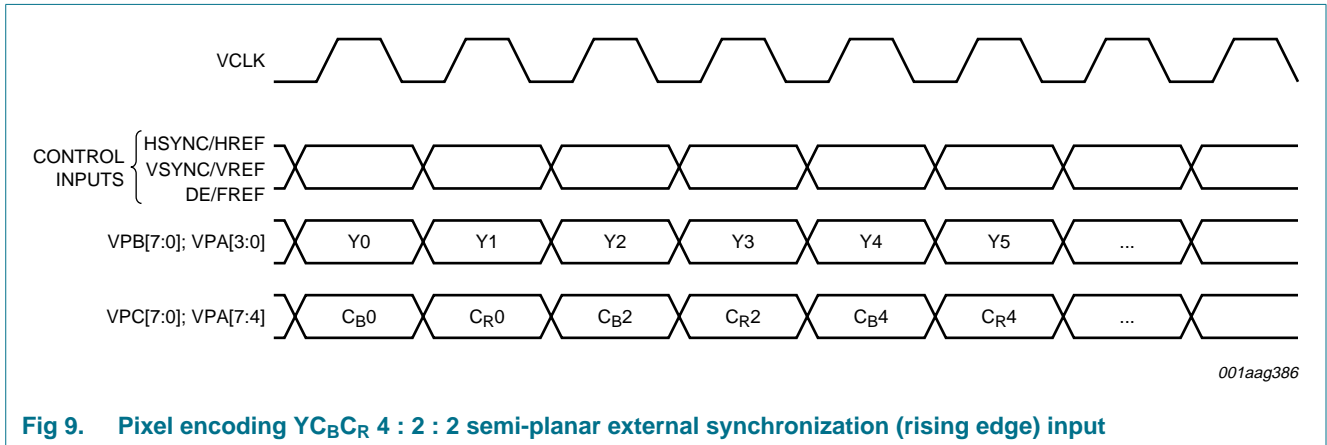 VCLK
CONTROL INPUTS
HSYNC/HREF
VSYNC/VREF
DE/FREF
VPB[7:0]; VPA[3:0] Y0 Y1 Y2 Y3 Y4 Y5 ...
VPC[7:0]; VPA[7:4] CB0 CR0 CB2 CR2 CB4 CR4 ...
001aag386
Fig 9. Pixel encoding YCBCR 4 : 2 : 2 semi-planar external synchronization (rising edge) input